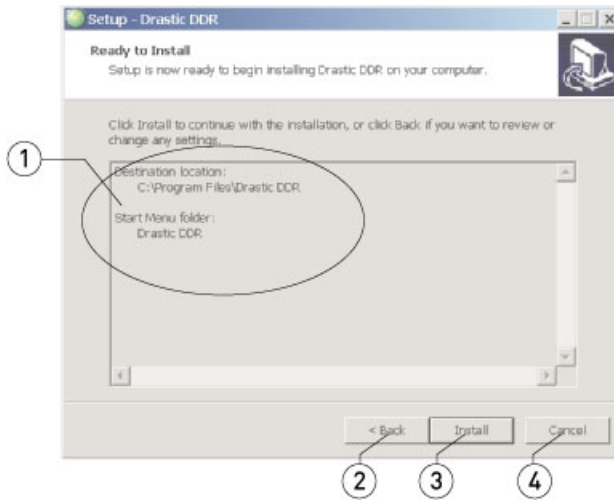 Setup - Drastic DDR
Ready to Install
Setup is now ready to begin installing Drastic DDR on your computer.
Click Install to continue with the installation, or click Back if you want to review or
change any settings.
1
Destination location:
C:\Program Files\Drastic DDR
Start Menu folder:
Drastic DDR
< Back
Install
Cancel
2
3
4